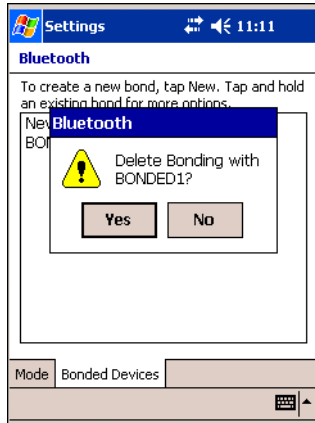 Settings 11:11
Bluetooth
To create a new bond, tap New. Tap and hold
an existing bond for more options.
Bluetooth
Delete Bonding with
BONDED1?
Yes No
Mode Bonded Devices